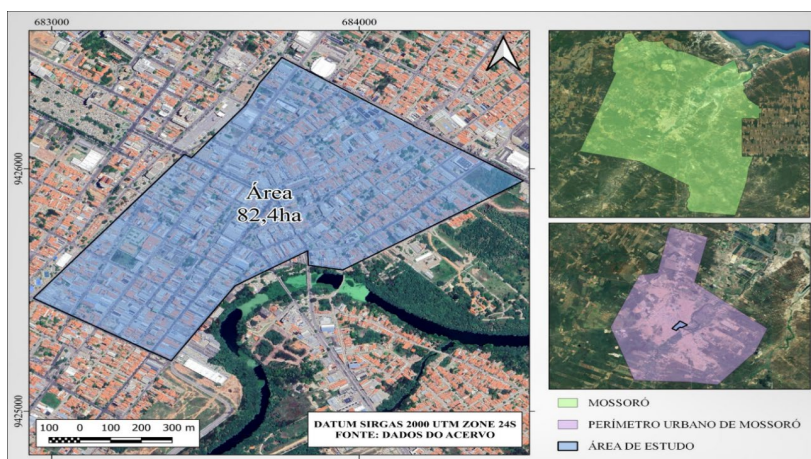 683000
684000
9426000
9425000
Área
82,4ha
100 0 100 200 300 m
DATUM SIRGAS 2000 UTM ZONE 24S
FONTE: DADOS DO ACERVO
MOSSORÓ
PERÍMETRO URBANO DE MOSSORÓ
ÁREA DE ESTUDO